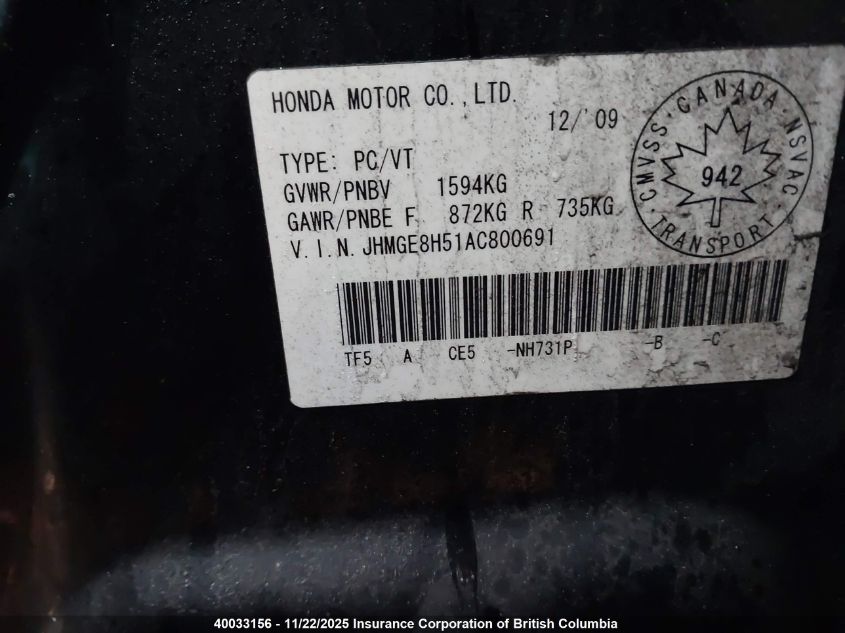 HONDA MOTOR CO., LTD.
12/'09
TYPE: PC/VT
GVWR/PNBV 1594KG
GAWR/PNBE F 872KG R 735KG
V.I.N. JHMGE8H51AC800691
CMVSS · CANADA · NSVAC
942
TRANSPORT
TF5 A CE5 -NH731P -B -C
40033156 - 11/22/2025 Insurance Corporation of British Columbia